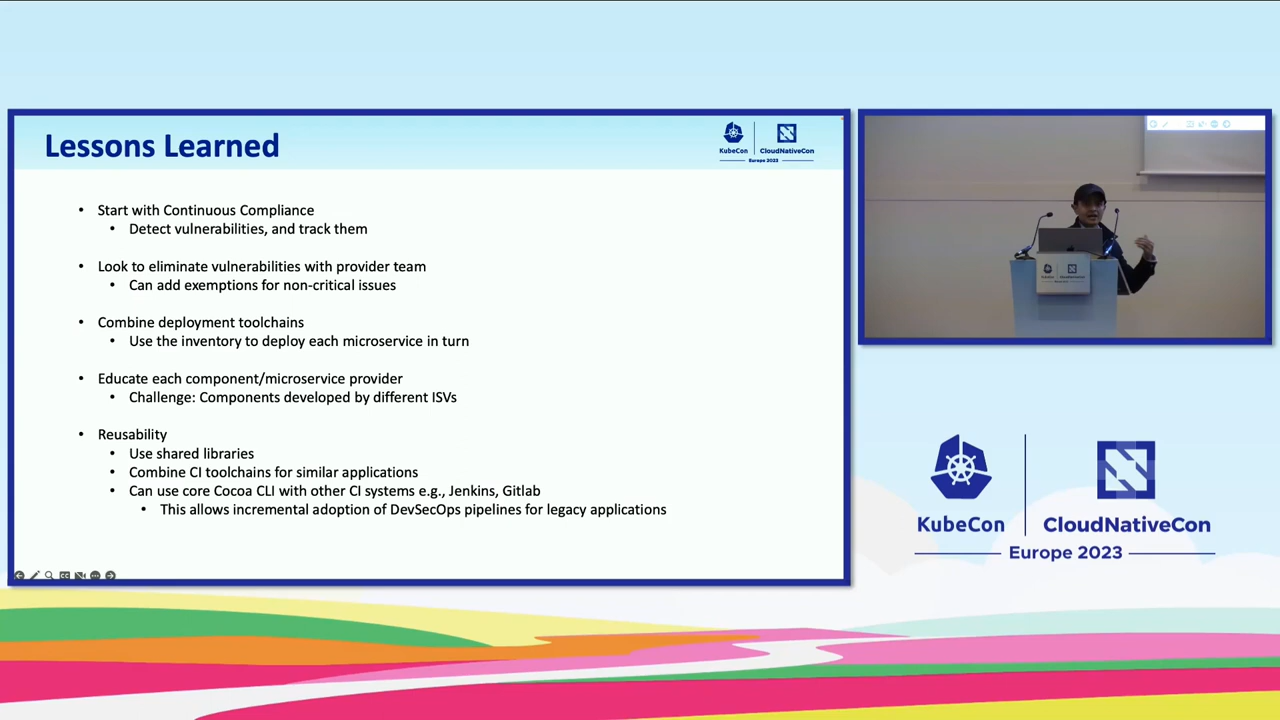 Lessons Learned
KubeCon
CloudNativeCon
Europe 2023
• Start with Continuous Compliance
• Detect vulnerabilities, and track them
• Look to eliminate vulnerabilities with provider team
• Can add exemptions for non-critical issues
• Combine deployment toolchains
• Use the inventory to deploy each microservice in turn
• Educate each component/microservice provider
• Challenge: Components developed by different ISVs
• Reusability
• Use shared libraries
• Combine CI toolchains for similar applications
• Can use core Cocoa CLI with other CI systems e.g., Jenkins, Gitlab
• This allows incremental adoption of DevSecOps pipelines for legacy applications
KubeCon
CloudNativeCon
Europe 2023